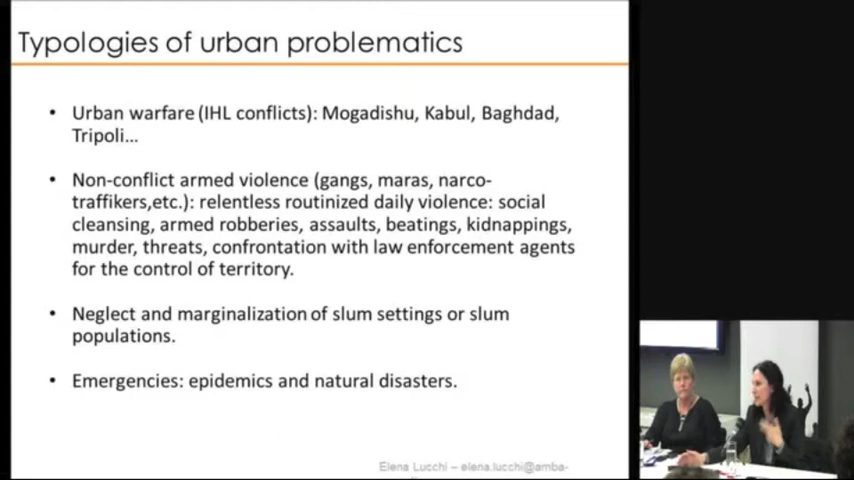 Typologies of urban problematics
• Urban warfare (IHL conflicts): Mogadishu, Kabul, Baghdad,
Tripoli...
• Non-conflict armed violence (gangs, maras, narco-
traffikers,etc.): relentless routinized daily violence: social
cleansing, armed robberies, assaults, beatings, kidnappings,
murder, threats, confrontation with law enforcement agents
for the control of territory.
• Neglect and marginalization of slum settings or slum
populations.
• Emergencies: epidemics and natural disasters.
Elena Lucchi – elena.lucchi@amba-